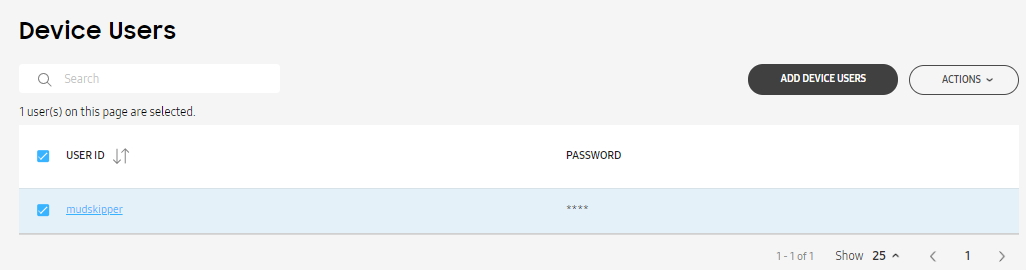 Device Users
Search
ADD DEVICE USERS
ACTIONS
1 user(s) on this page are selected.
USER ID PASSWORD
mudskipper ****
1 - 1 of 1 Show 25 1